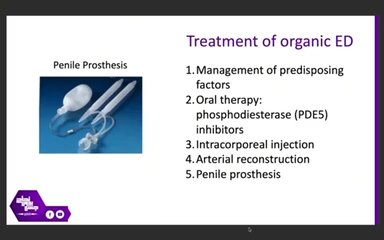 Treatment of organic ED
Penile Prosthesis
1. Management of predisposing
factors
2. Oral therapy:
phosphodiesterase (PDE5)
inhibitors
3. Intracorporeal injection
4. Arterial reconstruction
5. Penile prosthesis